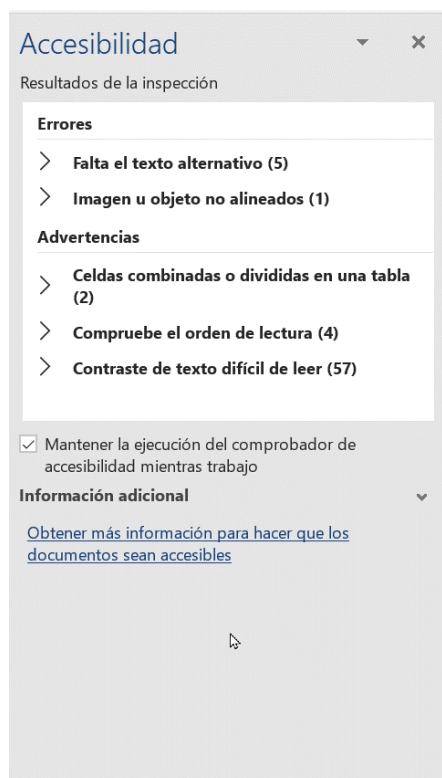 Accesibilidad
Resultados de la inspección
Errores
Falta el texto alternativo (5)
Imagen u objeto no alineados (1)
Advertencias
Celdas combinadas o divididas en una tabla
(2)
Compruebe el orden de lectura (4)
Contraste de texto difícil de leer (57)
Mantener la ejecución del comprobador de
accesibilidad mientras trabajo
Información adicional
Obtener más información para hacer que los
documentos sean accesibles